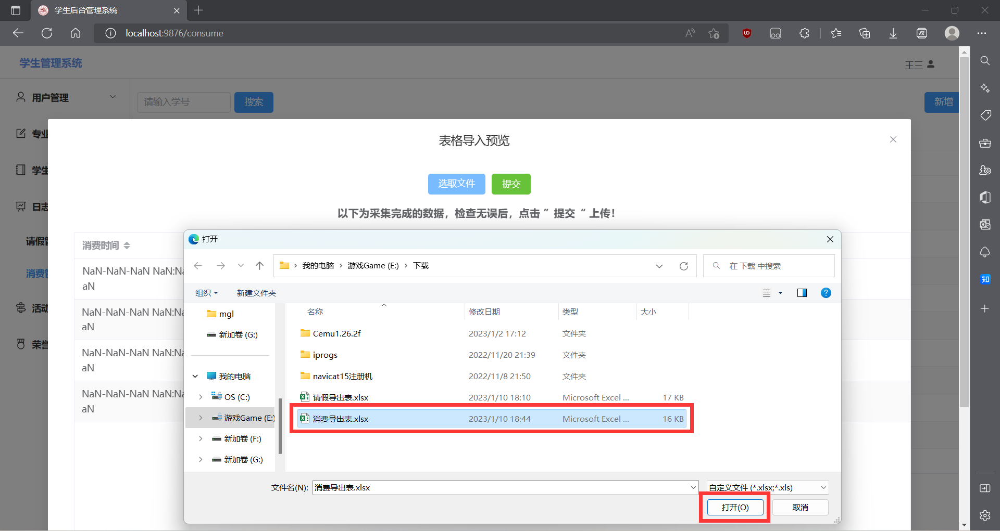 学生后台管理系统
localhost:9876/consume
学生管理系统
王三
用户管理
请输入学号
搜索
新增
专业
学生
日志
请假管
消费管
活动
荣誉
表格导入预览
选取文件
提交
以下为采集完成的数据，检查无误后，点击 ” 提交 “ 上传！
消费时间
NaN-NaN-NaN NaN:Na
aN
NaN-NaN-NaN NaN:Na
aN
NaN-NaN-NaN NaN:Na
aN
NaN-NaN-NaN NaN:Na
aN
打开
我的电脑 > 游戏Game (E:) > 下载
在 下载 中搜索
组织
新建文件夹
mgl
新加卷 (G:)
我的电脑
OS (C:)
游戏Game (E:)
新加卷 (F:)
新加卷 (G:)
名称 修改日期 类型 大小
Cemu1.26.2f 2023/1/2 17:12 文件夹
iprogs 2022/11/20 21:39 文件夹
navicat15注册机 2022/11/8 21:50 文件夹
请假导出表.xlsx 2023/1/10 18:10 Microsoft Excel ... 17 KB
消费导出表.xlsx 2023/1/10 18:44 Microsoft Excel ... 16 KB
文件名(N): 消费导出表.xlsx
自定义文件 (*.xlsx;*.xls)
打开(O)
取消
知